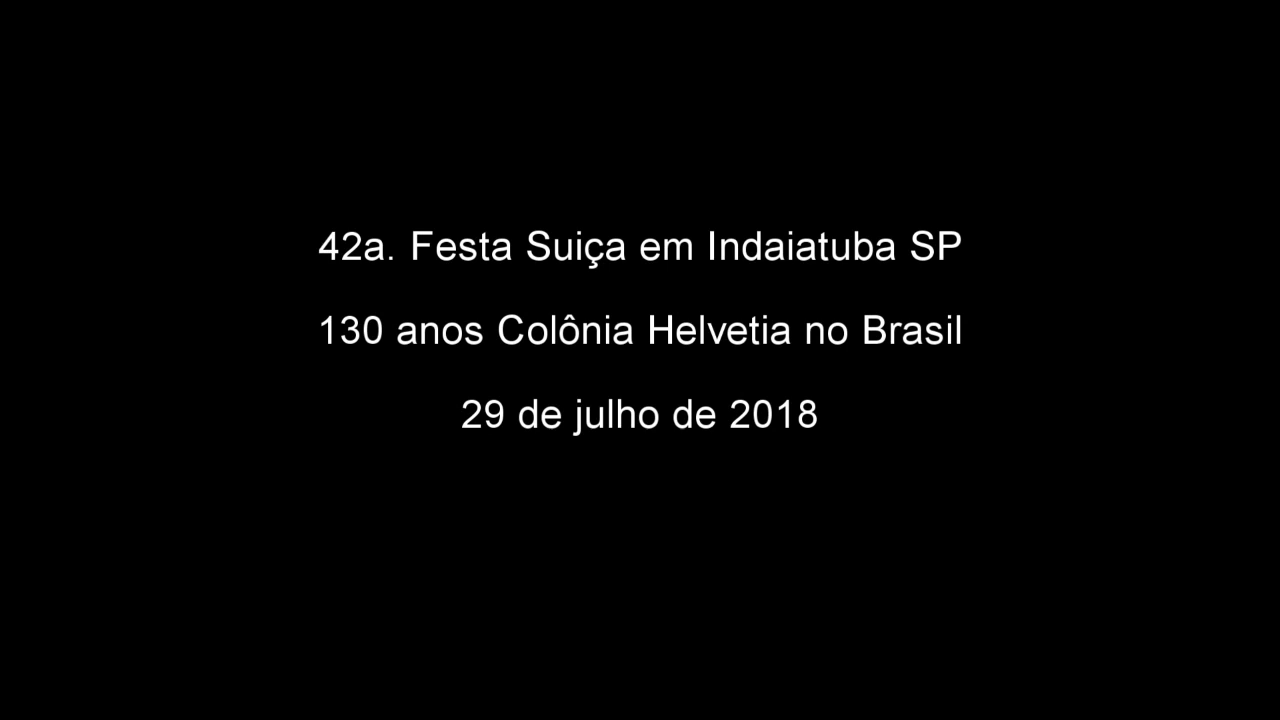 42a. Festa Suiça em Indaiatuba SP
130 anos Colônia Helvetia no Brasil
29 de julho de 2018